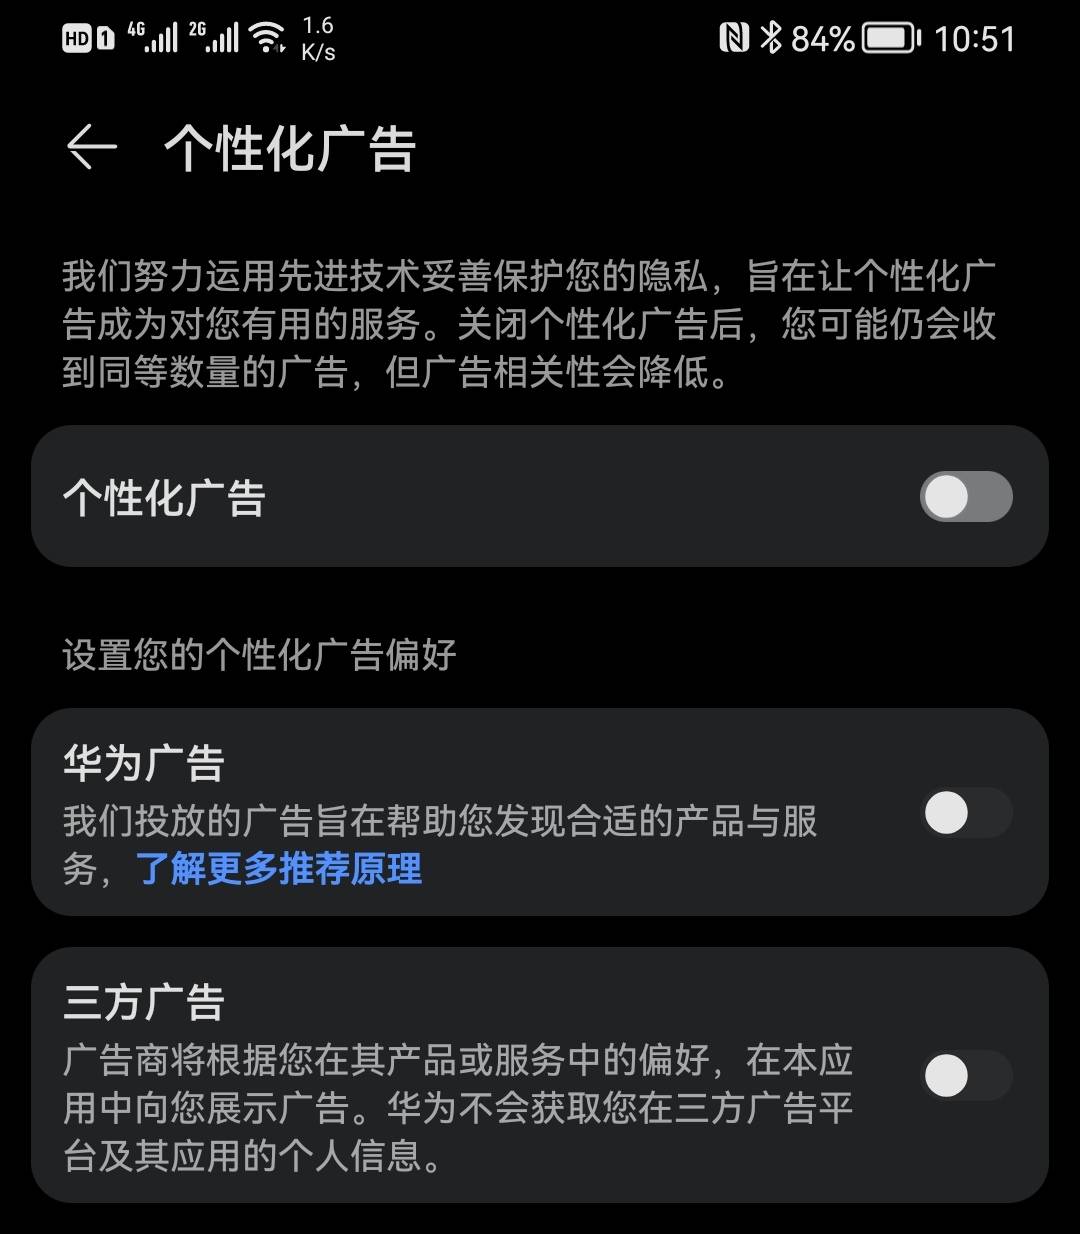 HD 1 4G 2G 1.6 K/s 84% 10:51
个性化广告
我们努力运用先进技术妥善保护您的隐私，旨在让个性化广
告成为对您有用的服务。关闭个性化广告后，您可能仍会收
到同等数量的广告，但广告相关性会降低。
个性化广告
设置您的个性化广告偏好
华为广告
我们投放的广告旨在帮助您发现合适的产品与服
务，了解更多推荐原理
三方广告
广告商将根据您在其产品或服务中的偏好，在本应
用中向您展示广告。华为不会获取您在三方广告平
台及其应用的个人信息。